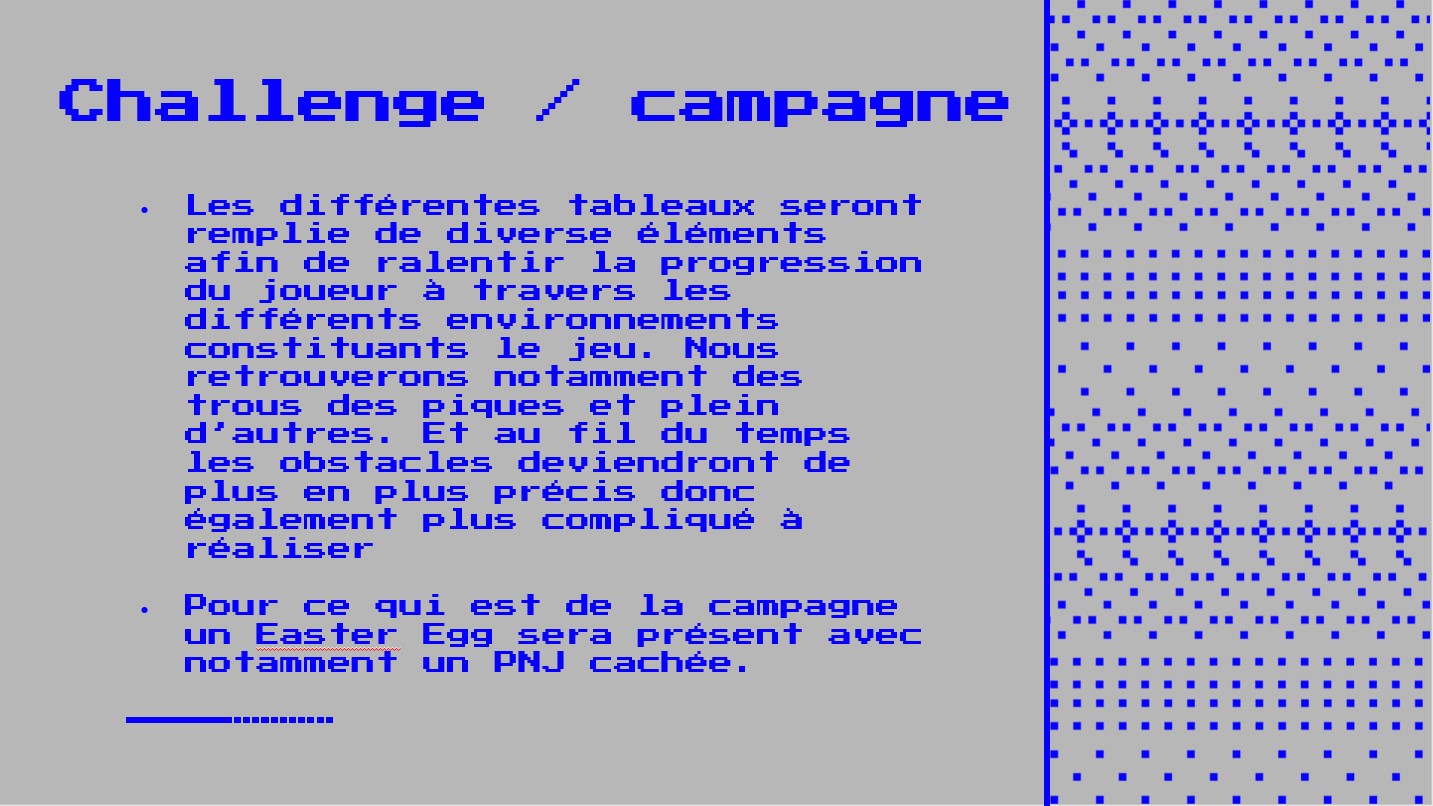 Challenge / campagne
• Les différentes tableaux seront
remplie de diverse éléments
afin de ralentir la progression
du joueur à travers les
différents environnements
constituants le jeu. Nous
retrouverons notamment des
trous des piques et plein
d'autres. Et au fil du temps
les obstacles deviendront de
plus en plus précis donc
également plus compliqué à
réaliser
• Pour ce qui est de la campagne
un Easter Egg sera présent avec
notamment un PNJ cachée.